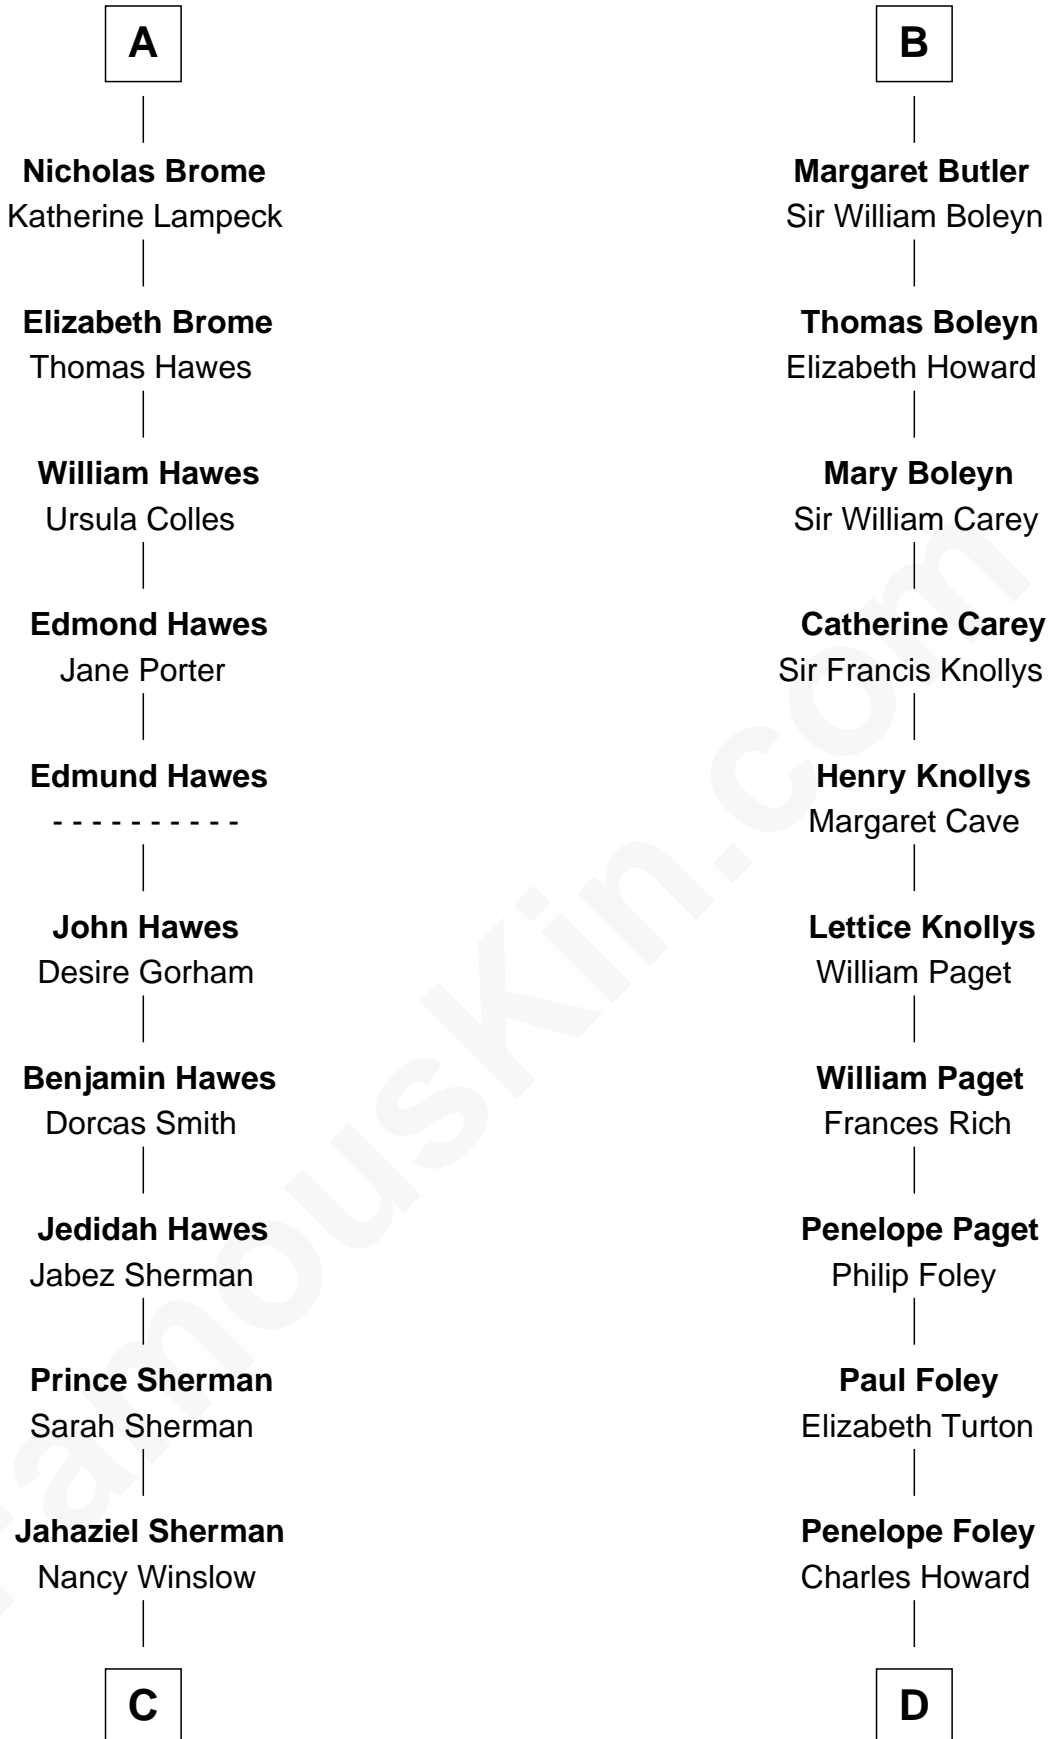 A
Nicholas Brome
Katherine Lampeck
Elizabeth Brome
Thomas Hawes
William Hawes
Ursula Colles
Edmond Hawes
Jane Porter
Edmund Hawes
- - - - - - - - - -
John Hawes
Desire Gorham
Benjamin Hawes
Dorcas Smith
Jedidah Hawes
Jabez Sherman
Prince Sherman
Sarah Sherman
Jahaziel Sherman
Nancy Winslow
C
B
Margaret Butler
Sir William Boleyn
Thomas Boleyn
Elizabeth Howard
Mary Boleyn
Sir William Carey
Catherine Carey
Sir Francis Knollys
Henry Knollys
Margaret Cave
Lettice Knollys
William Paget
William Paget
Frances Rich
Penelope Paget
Philip Foley
Paul Foley
Elizabeth Turton
Penelope Foley
Charles Howard
D
FamousKin.com